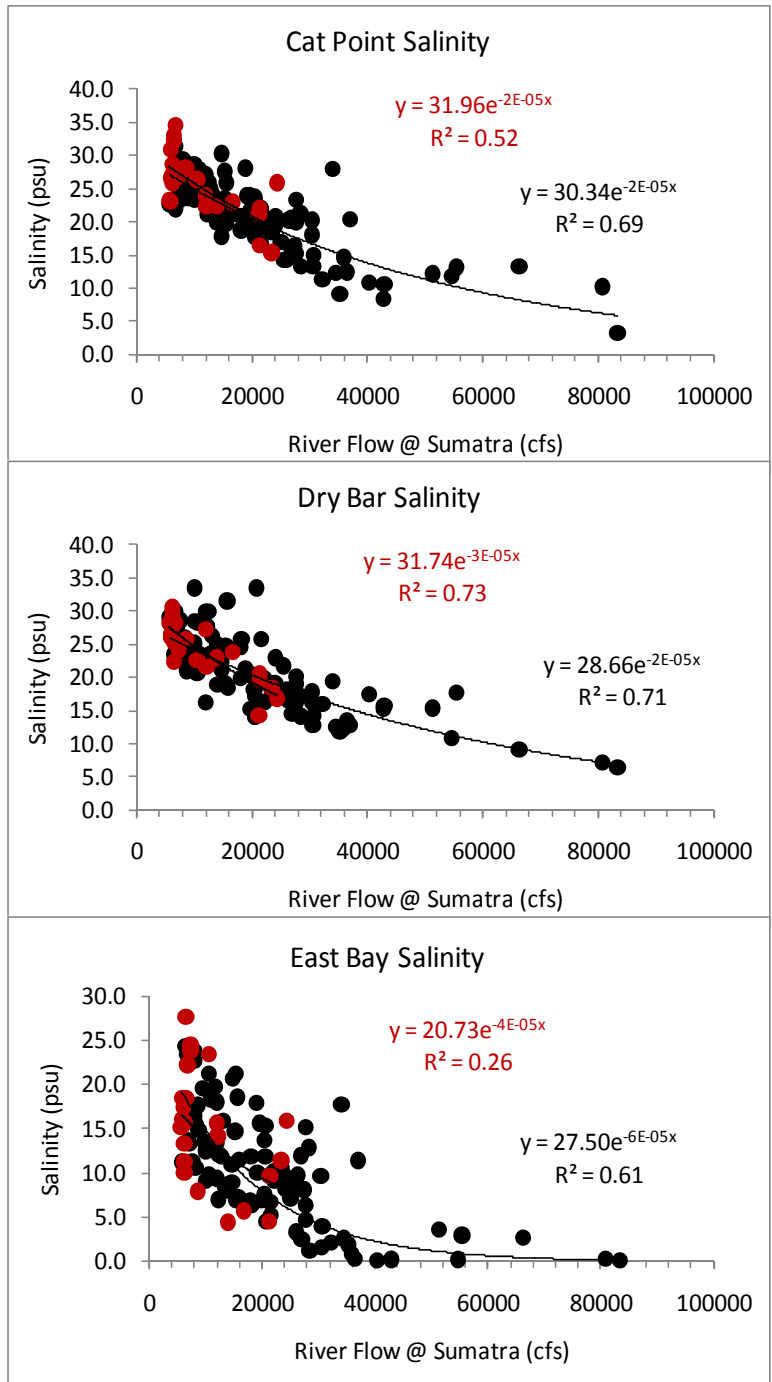 Cat Point Salinity
40.0
35.0
30.0
25.0
20.0
15.0
10.0
5.0
0.0
Salinity (psu)
y = 31.96e^-2E-05x
R² = 0.52
y = 30.34e^-2E-05x
R² = 0.69
0 20000 40000 60000 80000 100000
River Flow @ Sumatra (cfs)
Dry Bar Salinity
40.0
35.0
30.0
25.0
20.0
15.0
10.0
5.0
0.0
Salinity (psu)
y = 31.74e^-3E-05x
R² = 0.73
y = 28.66e^-2E-05x
R² = 0.71
0 20000 40000 60000 80000 100000
River Flow @ Sumatra (cfs)
East Bay Salinity
30.0
25.0
20.0
15.0
10.0
5.0
0.0
Salinity (psu)
y = 20.73e^-4E-05x
R² = 0.26
y = 27.50e^-6E-05x
R² = 0.61
0 20000 40000 60000 80000 100000
River Flow @ Sumatra (cfs)